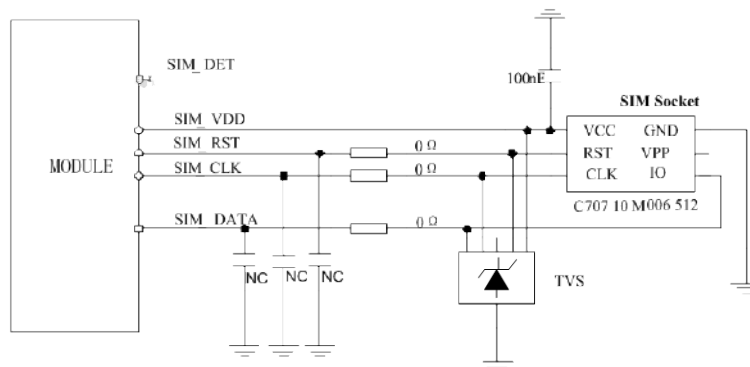 SIM_DET
100nF
SIM Socket
SIM_VDD
VCC GND
SIM_RST
0 Ω
RST VPP
MODULE
SIM_CLK
0 Ω
CLK IO
C707 10 M006 512
SIM_DATA
0 Ω
NC NC NC
TVS